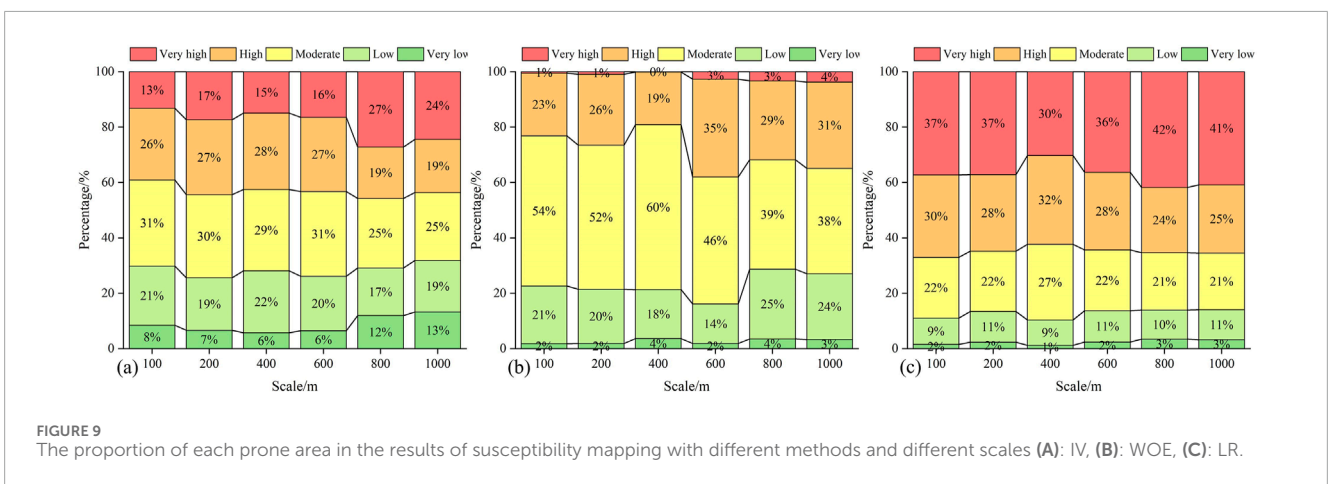 Very high High Moderate Low Very low
100
80
60
40
20
0
Percentage/%
13% 17% 15% 16% 27% 24%
26% 27% 28% 27% 19% 19%
31% 30% 29% 31% 25% 25%
21% 19% 22% 20% 17% 19%
8% 7% 6% 6% 12% 13%
100 200 400 600 800 1000
(a)
Scale/m
Very high High Moderate Low Very low
100
80
60
40
20
0
Percentage/%
1% 1% 0% 3% 3% 4%
23% 26% 19% 35% 29% 31%
54% 52% 60% 46% 39% 38%
21% 20% 18% 14% 25% 24%
2% 2% 4% 2% 4% 3%
100 200 400 600 800 1000
(b)
Scale/m
Very high High Moderate Low Very low
100
80
60
40
20
0
Percentage/%
37% 37% 30% 36% 42% 41%
30% 28% 32% 28% 24% 25%
22% 22% 27% 22% 21% 21%
9% 11% 9% 11% 10% 11%
2% 2% 1% 2% 3% 3%
100 200 400 600 800 1000
(c)
Scale/m
FIGURE 9
The proportion of each prone area in the results of susceptibility mapping with different methods and different scales (A): IV, (B): WOE, (C): LR.